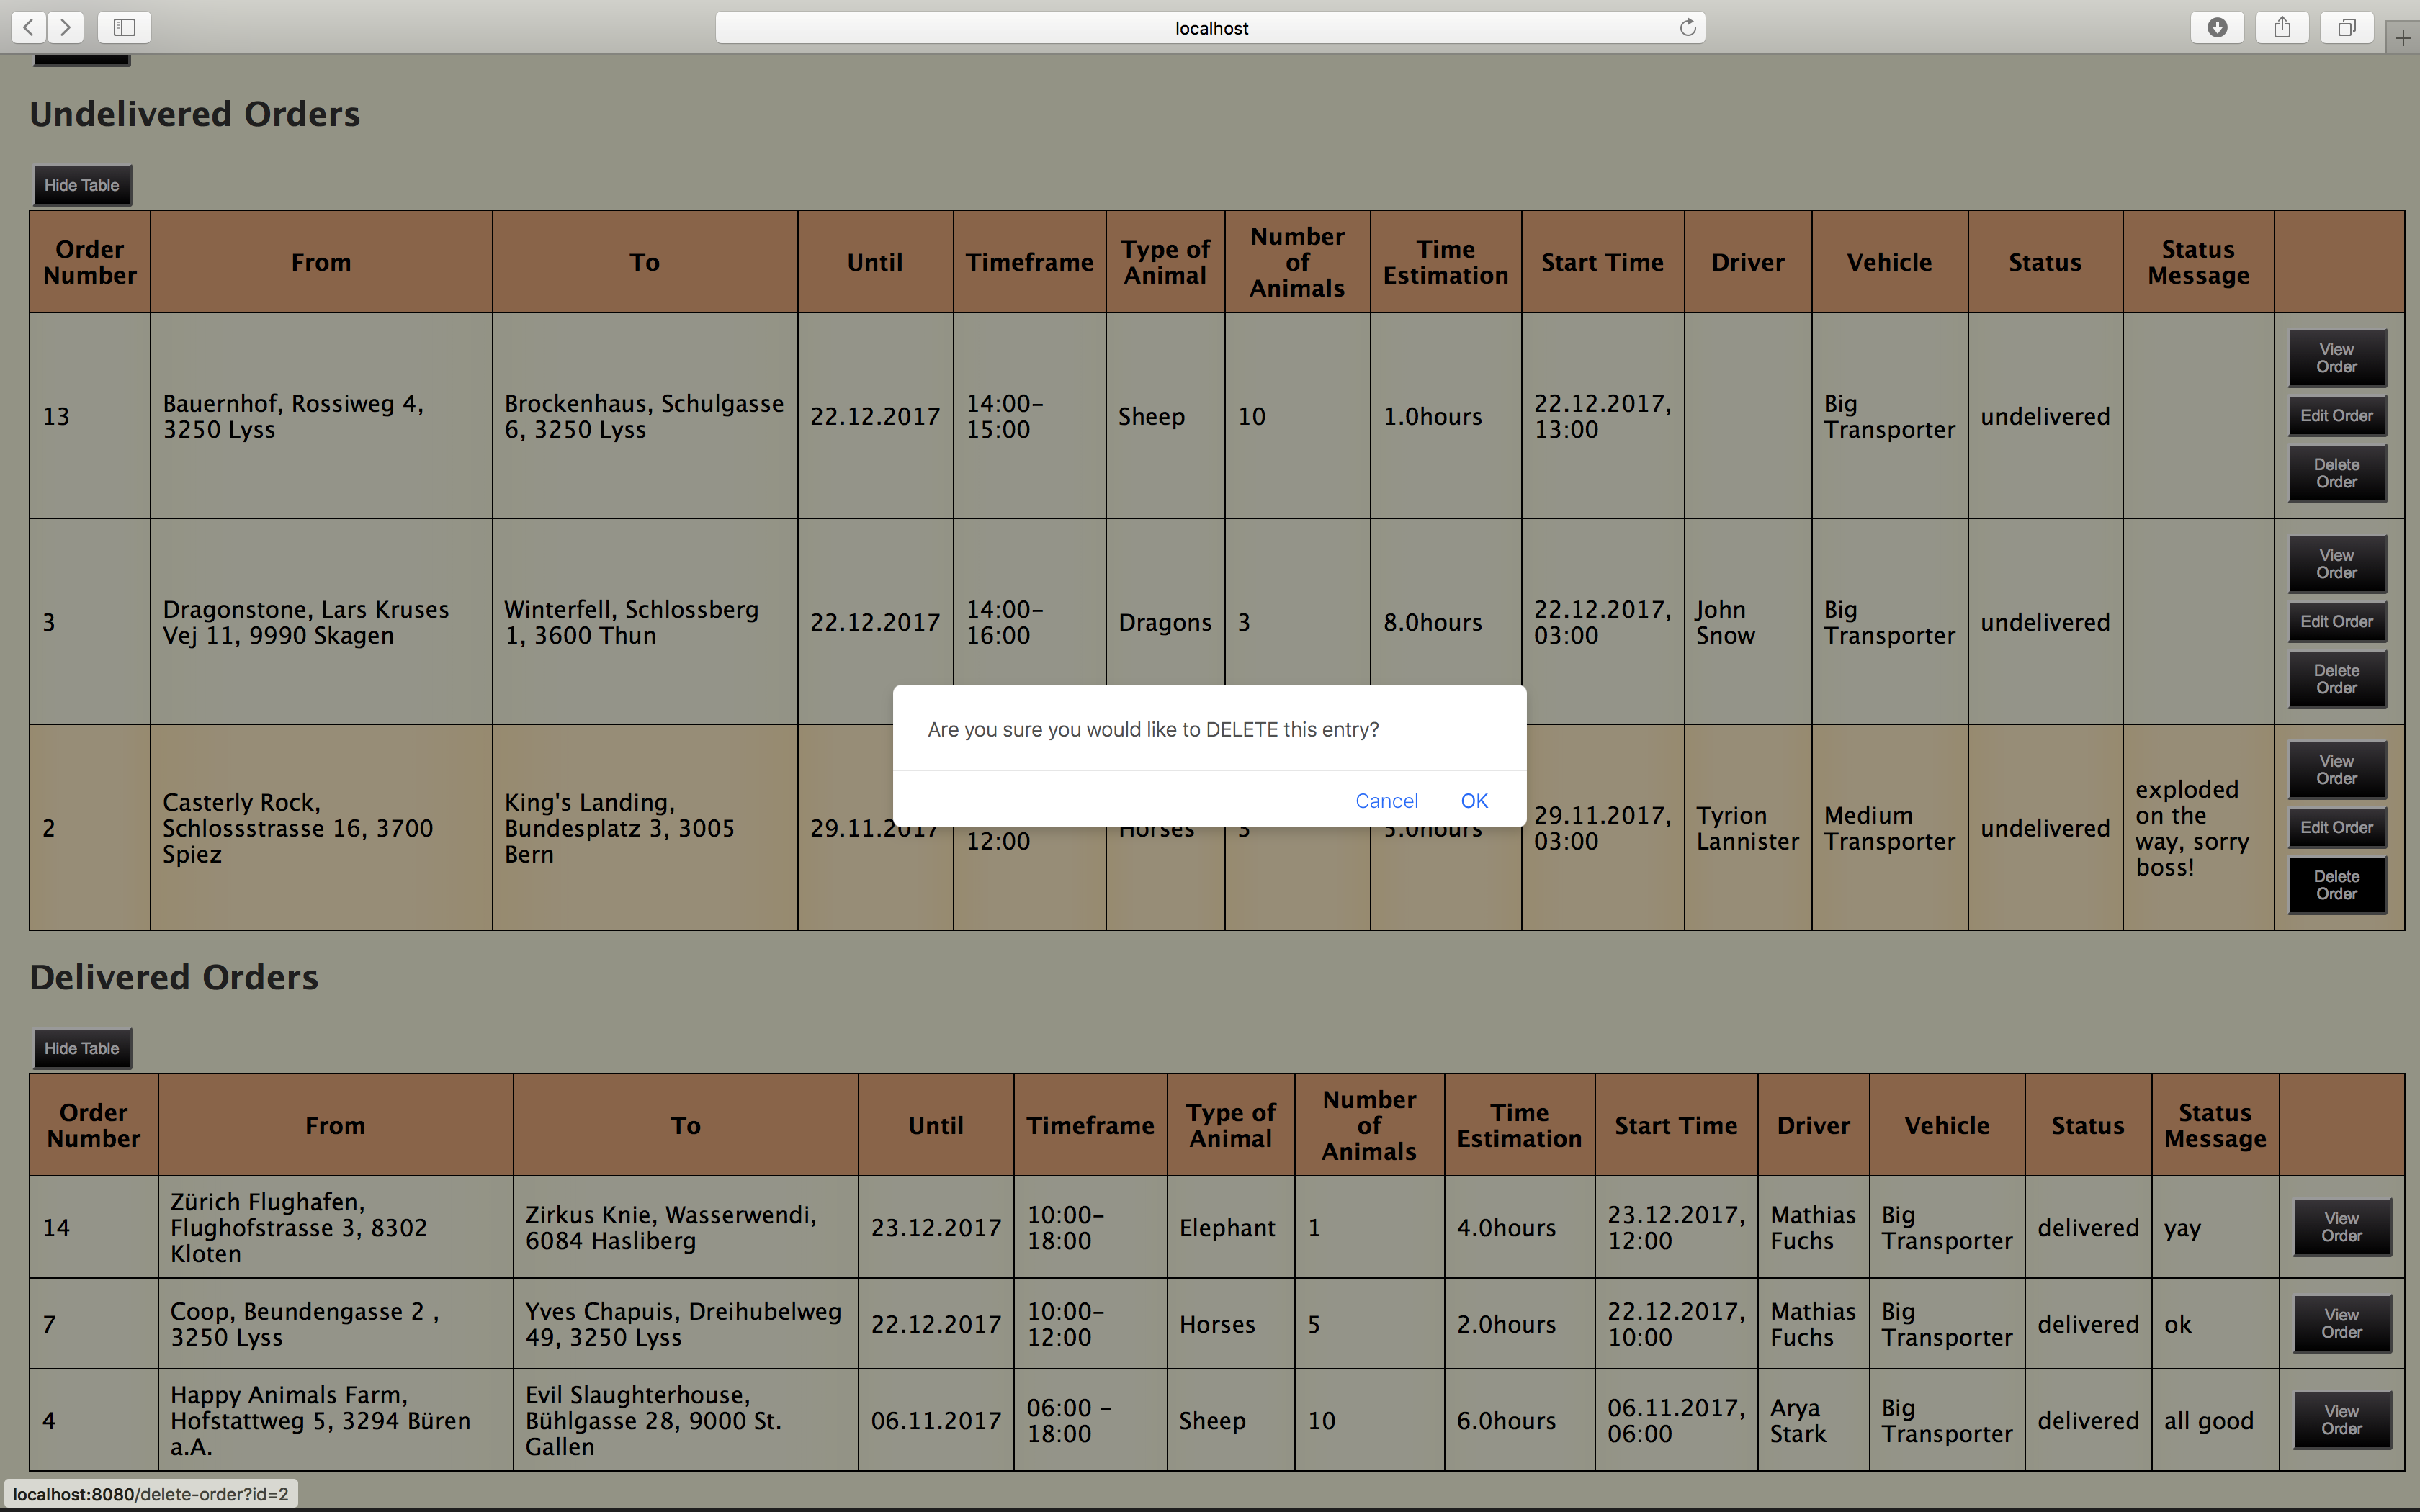 localhost
Undelivered Orders
Hide Table
Order Number From To Until Timeframe Type of Animal Number of Animals Time Estimation Start Time Driver Vehicle Status Status Message
13 Bauernhof, Rossiweg 4, 3250 Lyss Brockenhaus, Schulgasse 6, 3250 Lyss 22.12.2017 14:00-15:00 Sheep 10 1.0hours 22.12.2017, 13:00 Big Transporter undelivered
View Order
Edit Order
Delete Order
3 Dragonstone, Lars Kruses Vej 11, 9990 Skagen Winterfell, Schlossberg 1, 3600 Thun 22.12.2017 14:00-16:00 Dragons 3 8.0hours 22.12.2017, 03:00 John Snow Big Transporter undelivered
View Order
Edit Order
Delete Order
Are you sure you would like to DELETE this entry?
Cancel OK
2 Casterly Rock, Schlossstrasse 16, 3700 Spiez King's Landing, Bundesplatz 3, 3005 Bern 29.11.2017 12:00 Horses 3 5.0hours 29.11.2017, 03:00 Tyrion Lannister Medium Transporter undelivered exploded on the way, sorry boss!
View Order
Edit Order
Delete Order
Delivered Orders
Hide Table
Order Number From To Until Timeframe Type of Animal Number of Animals Time Estimation Start Time Driver Vehicle Status Status Message
14 Zürich Flughafen, Flughofstrasse 3, 8302 Kloten Zirkus Knie, Wasserwendi, 6084 Hasliberg 23.12.2017 10:00-18:00 Elephant 1 4.0hours 23.12.2017, 12:00 Mathias Fuchs Big Transporter delivered yay
View Order
7 Coop, Beundengasse 2 , 3250 Lyss Yves Chapuis, Dreihubelweg 49, 3250 Lyss 22.12.2017 10:00-12:00 Horses 5 2.0hours 22.12.2017, 10:00 Mathias Fuchs Big Transporter delivered ok
View Order
4 Happy Animals Farm, Hofstattweg 5, 3294 Büren a.A. Evil Slaughterhouse, Bühlgasse 28, 9000 St. Gallen 06.11.2017 06:00 - 18:00 Sheep 10 6.0hours 06.11.2017, 06:00 Arya Stark Big Transporter delivered all good
View Order
localhost:8080/delete-order?id=2